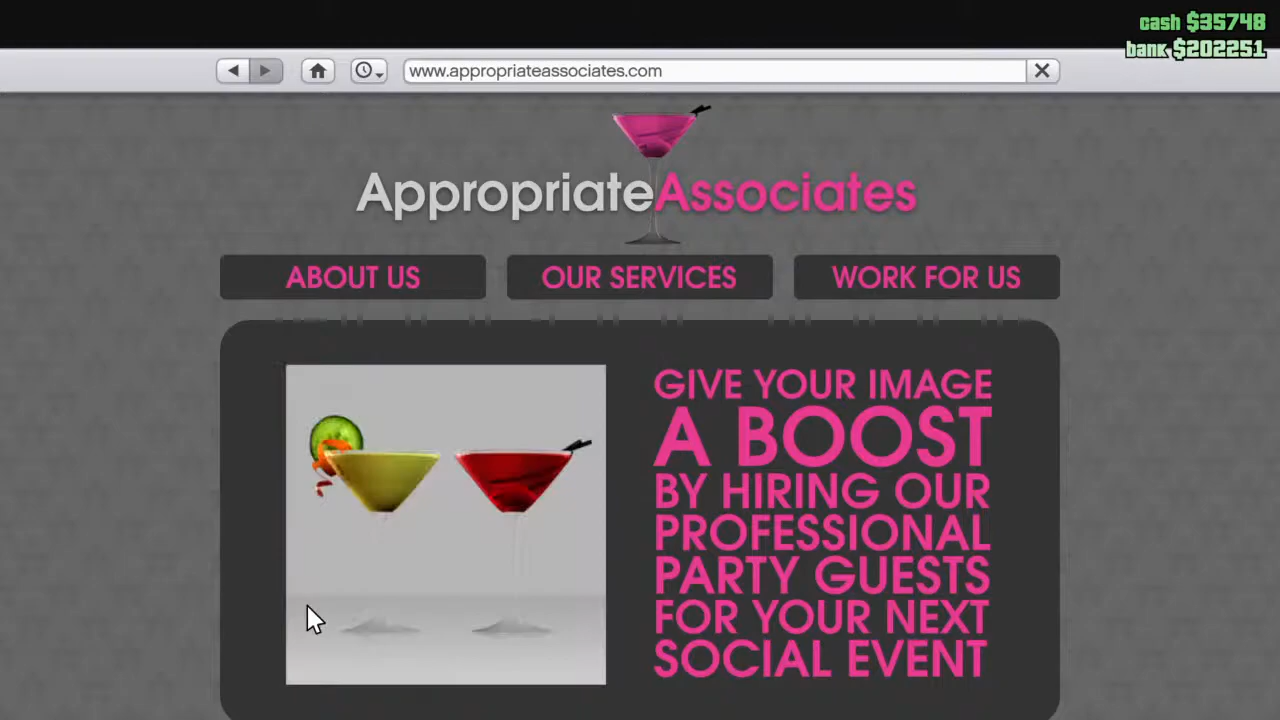 cash $35748
bank $202251
www.appropriateassociates.com
AppropriateAssociates
ABOUT US
OUR SERVICES
WORK FOR US
GIVE YOUR IMAGE
A BOOST
BY HIRING OUR
PROFESSIONAL
PARTY GUESTS
FOR YOUR NEXT
SOCIAL EVENT